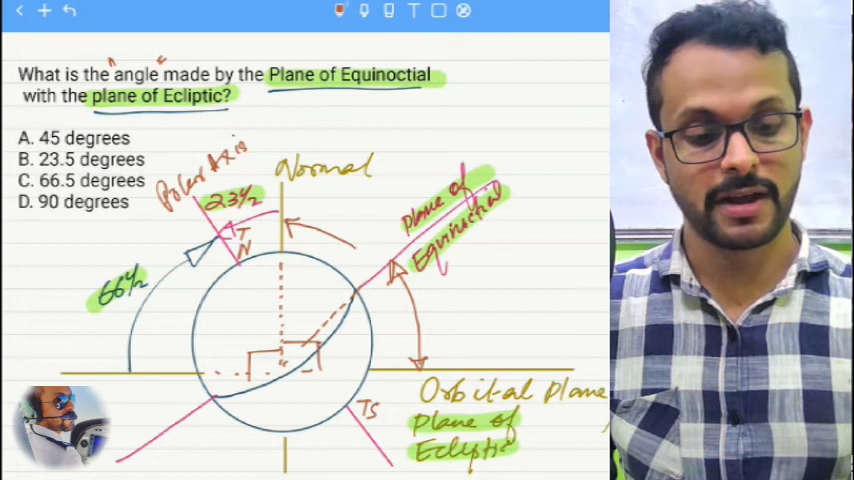 What is the angle made by the Plane of Equinoctial
with the plane of Ecliptic?
A. 45 degrees
B. 23.5 degrees
C. 66.5 degrees
D. 90 degrees
Polar Axis
Normal
23½
TN
66½
plane of
Equinoctial
Orbital plane
plane of
Ecliptic
TS
T